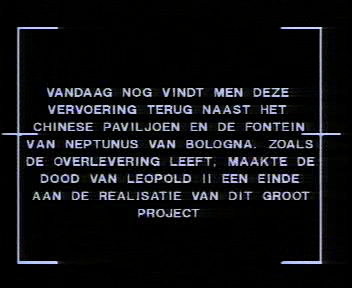 VANDAAG NOG VINDT MEN DEZE
VERVOERING TERUG NAAST HET
CHINESE PAVILJOEN EN DE FONTEIN
VAN NEPTUNUS VAN BOLOGNA. ZOALS
DE OVERLEVERING LEEFT, MAAKTE DE
DOOD VAN LEOPOLD II EEN EINDE
AAN DE REALISATIE VAN DIT GROOT
PROJECT